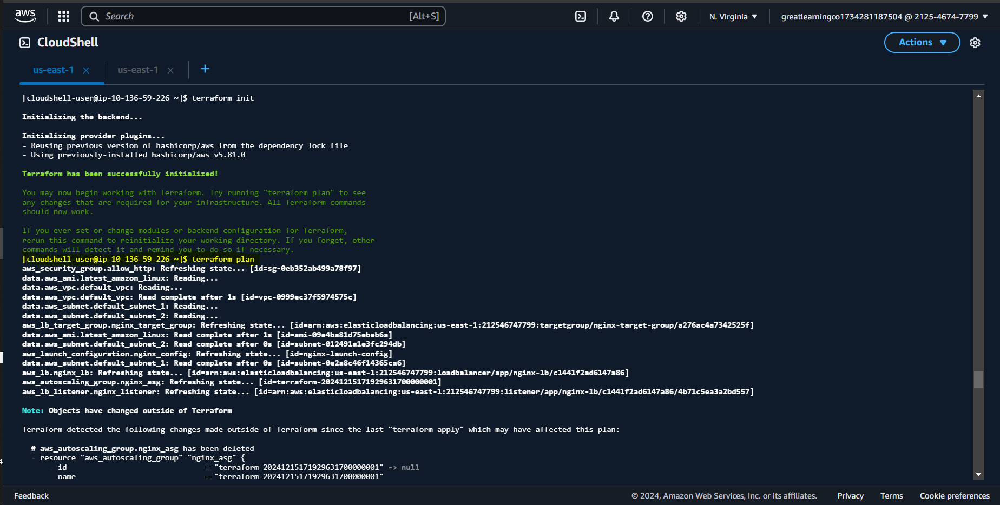 aws
Search
[Alt+S]
N. Virginia
greatlearningco1734281187504 @ 2125-4674-7799
CloudShell
Actions
us-east-1
us-east-1
[cloudshell-user@ip-10-136-59-226 ~]$ terraform init
Initializing the backend...
Initializing provider plugins...
- Reusing previous version of hashicorp/aws from the dependency lock file
- Using previously-installed hashicorp/aws v5.81.0
Terraform has been successfully initialized!
You may now begin working with Terraform. Try running "terraform plan" to see
any changes that are required for your infrastructure. All Terraform commands
should now work.
If you ever set or change modules or backend configuration for Terraform,
rerun this command to reinitialize your working directory. If you forget, other
commands will detect it and remind you to do so if necessary.
[cloudshell-user@ip-10-136-59-226 ~]$ terraform plan
aws_security_group.allow_http: Refreshing state... [id=sg-0eb352ab499a78f97]
data.aws_ami.latest_amazon_linux: Reading...
data.aws_vpc.default_vpc: Reading...
data.aws_vpc.default_vpc: Read complete after 1s [id=vpc-0999ec37f5974575c]
data.aws_subnet.default_subnet_1: Reading...
data.aws_subnet.default_subnet_2: Reading...
aws_lb_target_group.nginx_target_group: Refreshing state... [id=arn:aws:elasticloadbalancing:us-east-1:212546747799:targetgroup/nginx-target-group/a276ac4a7342525f]
data.aws_ami.latest_amazon_linux: Read complete after 1s [id=ami-09e4ba81d75ebeb6a]
data.aws_subnet.default_subnet_2: Read complete after 0s [id=subnet-012491a1e3fc294db]
aws_launch_configuration.nginx_config: Refreshing state... [id=nginx-launch-config]
data.aws_subnet.default_subnet_1: Read complete after 0s [id=subnet-0e2a8c46f14365ca6]
aws_lb.nginx_lb: Refreshing state... [id=arn:aws:elasticloadbalancing:us-east-1:212546747799:loadbalancer/app/nginx-lb/c1441f2ad6147a86]
aws_autoscaling_group.nginx_asg: Refreshing state... [id=terraform-20241215171929631700000001]
aws_lb_listener.nginx_listener: Refreshing state... [id=arn:aws:elasticloadbalancing:us-east-1:212546747799:listener/app/nginx-lb/c1441f2ad6147a86/4b71c5ea3a2bd557]
Note: Objects have changed outside of Terraform
Terraform detected the following changes made outside of Terraform since the last "terraform apply" which may have affected this plan:
# aws_autoscaling_group.nginx_asg has been deleted
- resource "aws_autoscaling_group" "nginx_asg" {
- id = "terraform-20241215171929631700000001" -> null
name = "terraform-20241215171929631700000001"
4
Feedback
© 2024, Amazon Web Services, Inc. or its affiliates.
Privacy
Terms
Cookie preferences